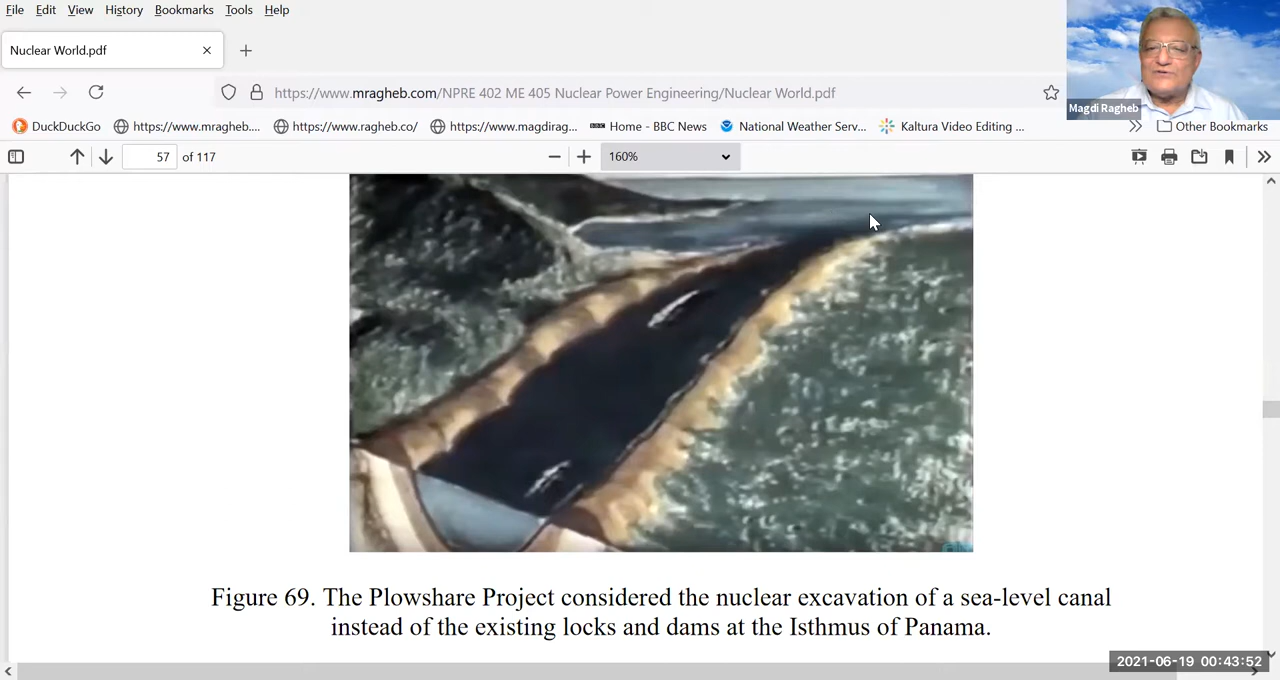 File Edit View History Bookmarks Tools Help
Nuclear World.pdf
https://www.mragheb.com/NPRE 402 ME 405 Nuclear Power Engineering/Nuclear World.pdf
Magdi Ragheb
DuckDuckGo https://www.mragheb.... https://www.ragheb.co/ https://www.magdirag... BBC Home - BBC News National Weather Serv... Kaltura Video Editing ... Other Bookmarks
57 of 117 160%
Figure 69. The Plowshare Project considered the nuclear excavation of a sea-level canal
instead of the existing locks and dams at the Isthmus of Panama.
2021-06-19 00:43:52